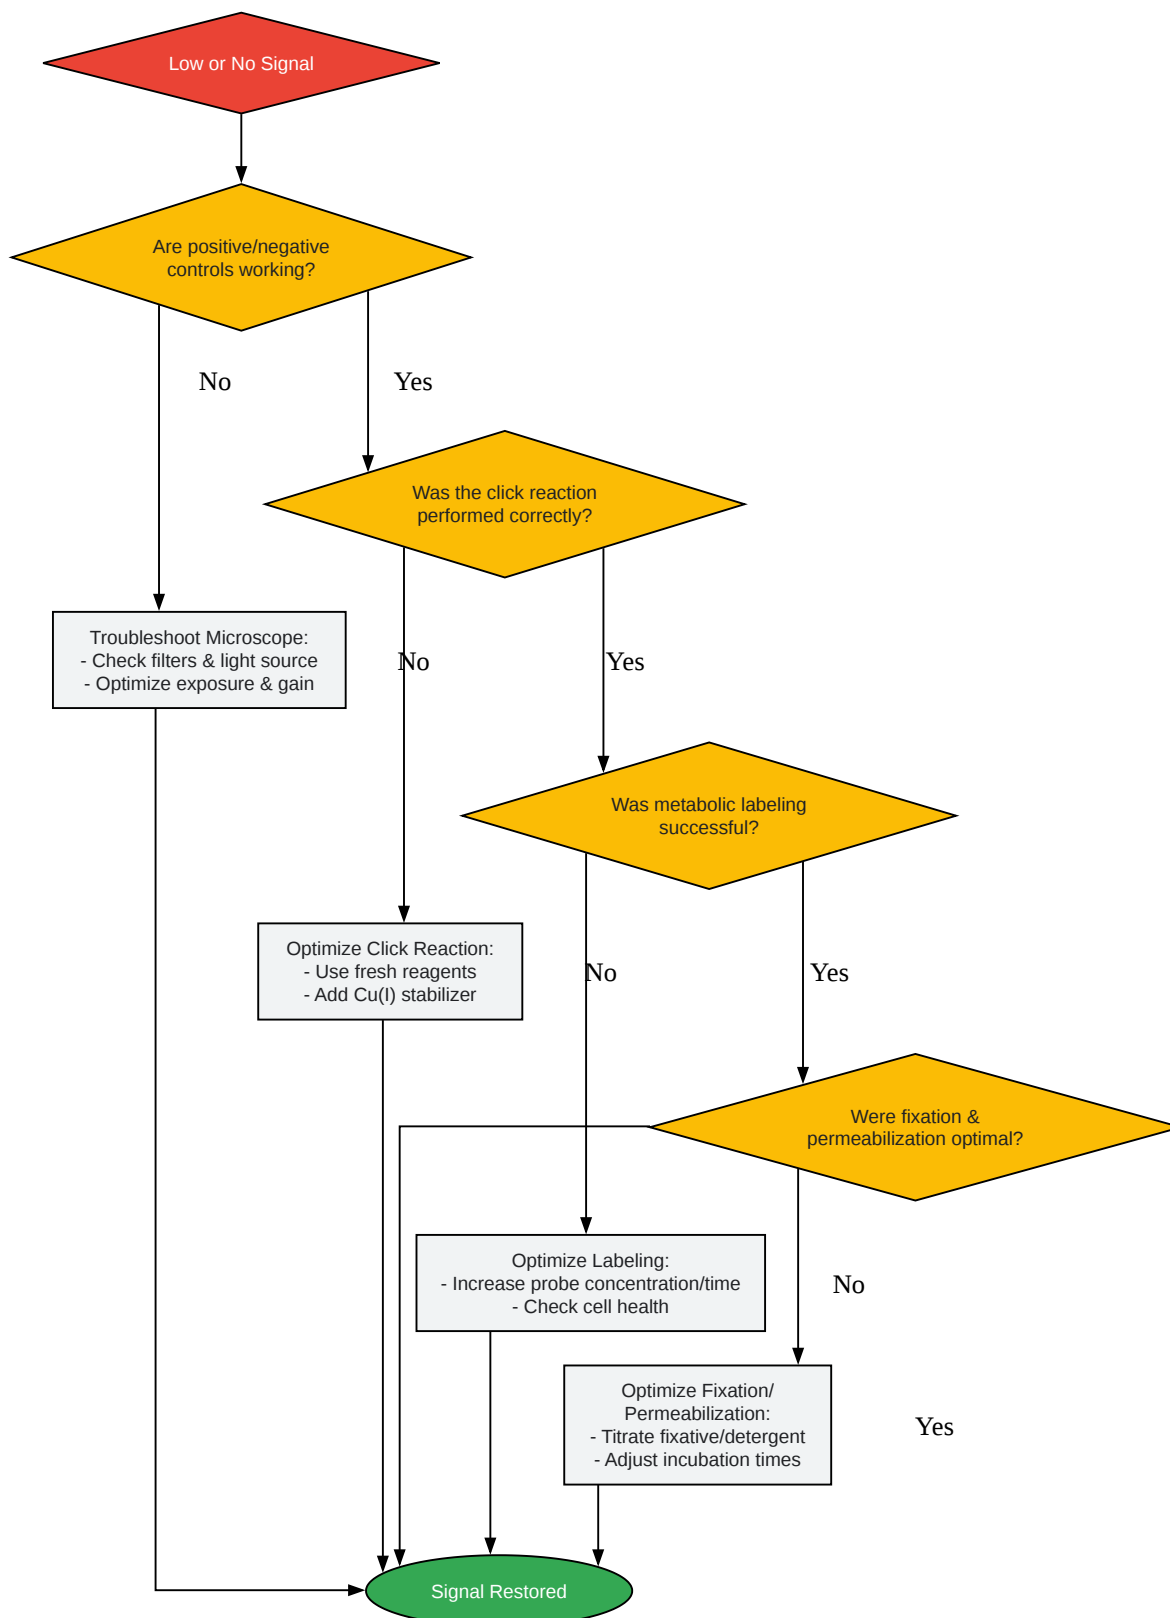 Low or No Signal
Are positive/negative
controls working?
No
Yes
Was the click reaction
performed correctly?
Troubleshoot Microscope:
- Check filters & light source
- Optimize exposure & gain
No
Yes
Was metabolic labeling
successful?
Optimize Click Reaction:
- Use fresh reagents
- Add Cu(I) stabilizer
No
Yes
Were fixation &
permeabilization optimal?
Optimize Labeling:
- Increase probe concentration/time
- Check cell health
No
Optimize Fixation/
Permeabilization:
- Titrate fixative/detergent
- Adjust incubation times
Yes
Signal Restored